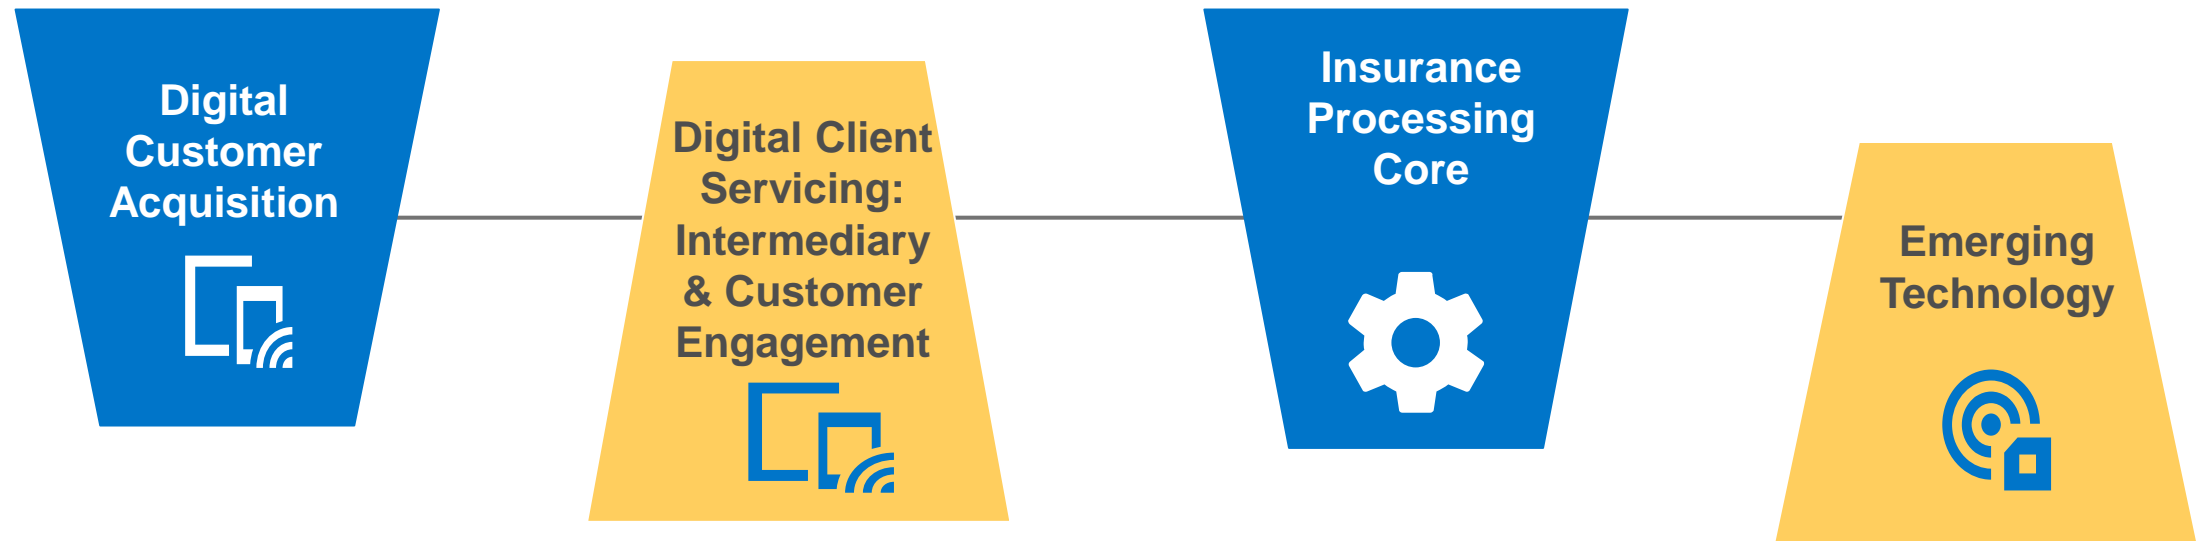 Digital
Customer
Acquisition
Digital Client
Servicing:
Intermediary
& Customer
Engagement
Insurance
Processing
Core
Emerging
Technology